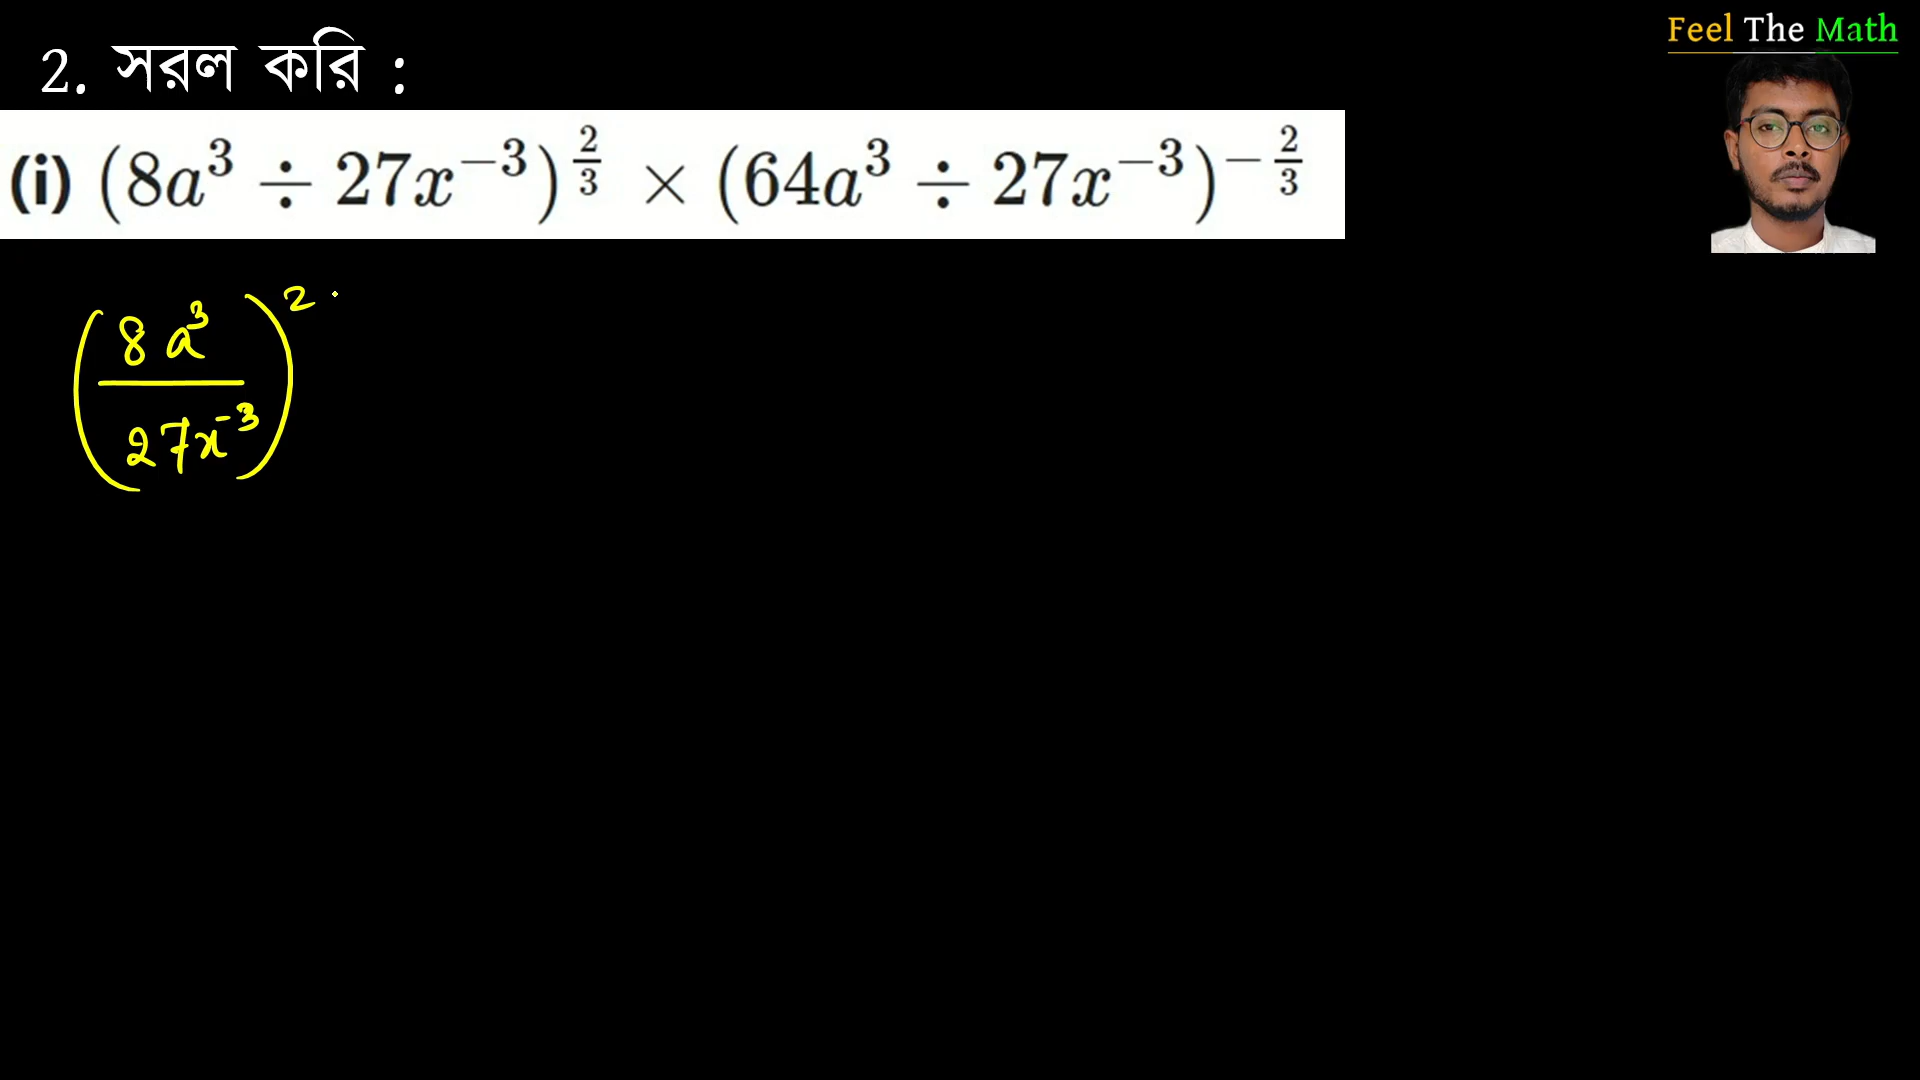 Feel The Math
2. সরল করি :
(i) (8a³ ÷ 27x⁻³)^(2/3) × (64a³ ÷ 27x⁻³)^(-2/3)
(8a³ / 27x⁻³)²